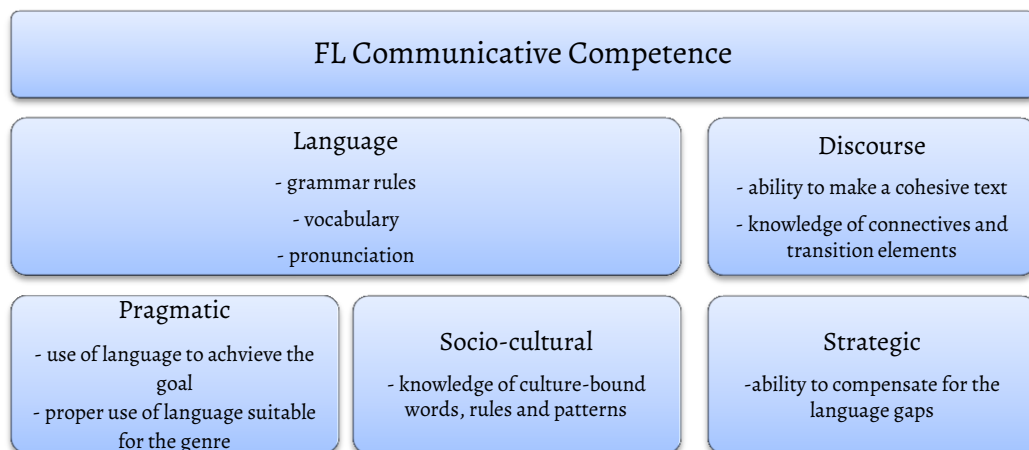 FL Communicative Competence
Language
- grammar rules
- vocabulary
- pronunciation
Discourse
- ability to make a cohesive text
- knowledge of connectives and
transition elements
Pragmatic
- use of language to achvieve the
goal
- proper use of language suitable
for the genre
Socio-cultural
- knowledge of culture-bound
words, rules and patterns
Strategic
-ability to compensate for the
language gaps